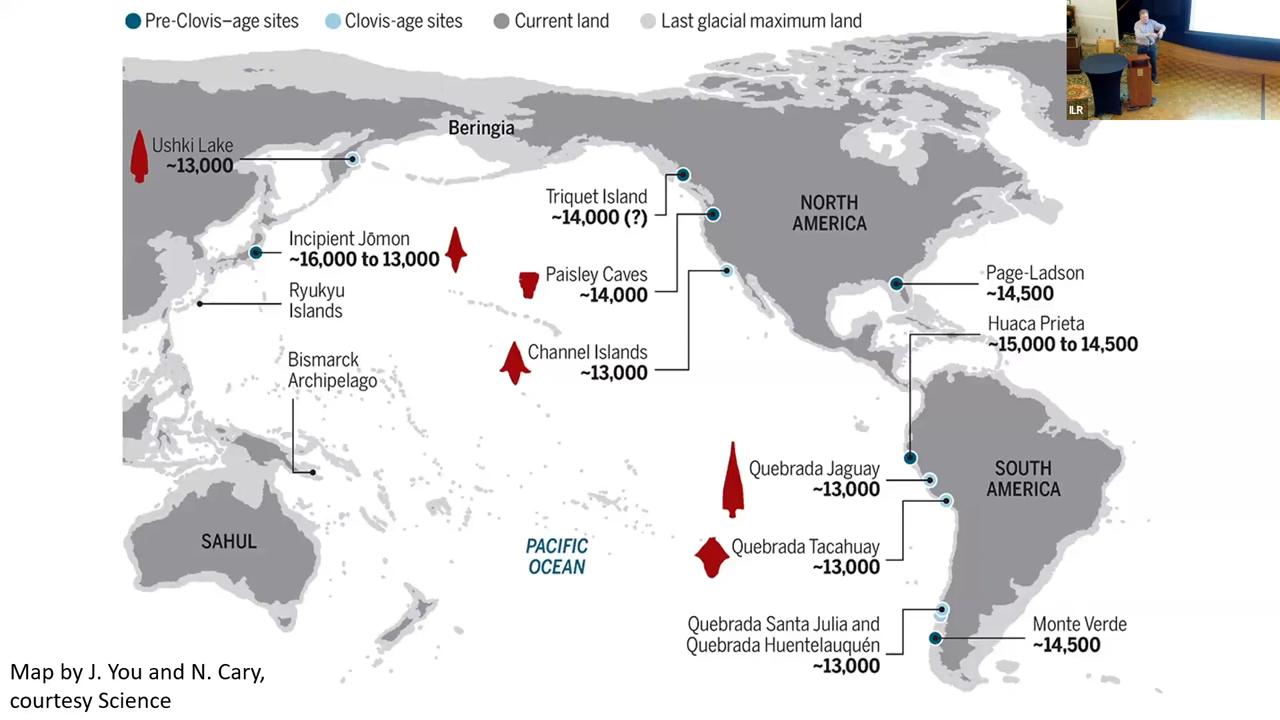 Pre-Clovis–age sites
Clovis-age sites
Current land
Last glacial maximum land
ILR
Beringia
Ushki Lake
~13,000
Triquet Island
~14,000 (?)
NORTH
AMERICA
Incipient Jōmon
~16,000 to 13,000
Paisley Caves
~14,000
Page-Ladson
~14,500
Ryukyu
Islands
Huaca Prieta
~15,000 to 14,500
Channel Islands
~13,000
Bismarck
Archipelago
Quebrada Jaguay
~13,000
SOUTH
AMERICA
SAHUL
PACIFIC
OCEAN
Quebrada Tacahuay
~13,000
Quebrada Santa Julia and
Quebrada Huentelauquén
~13,000
Monte Verde
~14,500
Map by J. You and N. Cary,
courtesy Science